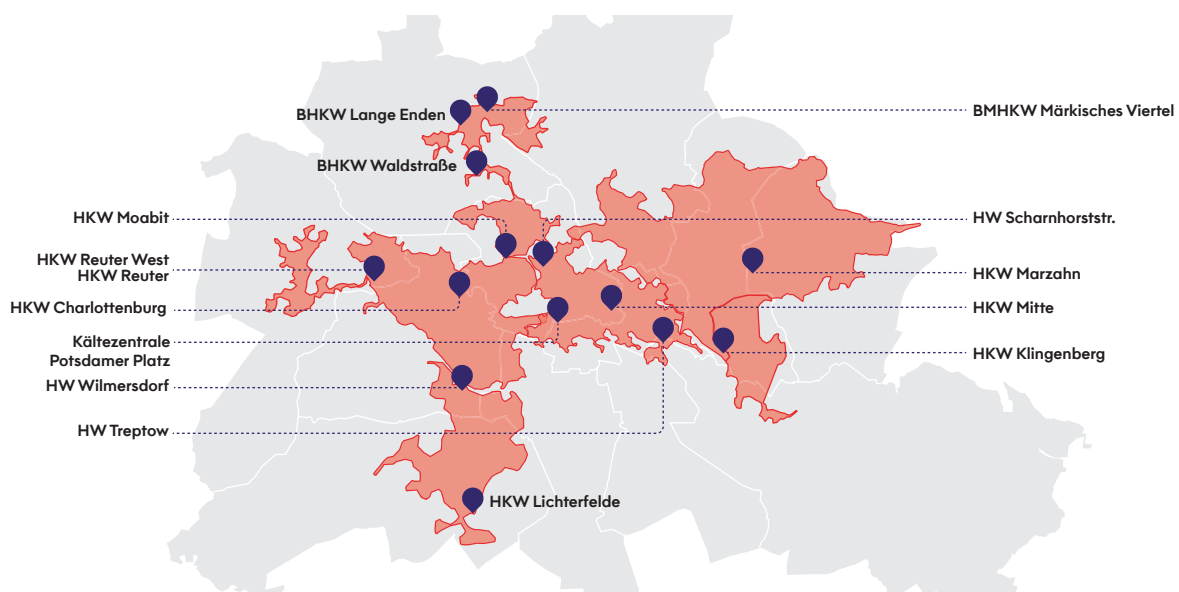 BHKW Lange Enden
BMHKW Märkisches Viertel
BHKW Waldstraße
HKW Moabit
HW Scharnhorststr.
HKW Reuter West
HKW Reuter
HKW Marzahn
HKW Charlottenburg
HKW Mitte
Kältezentrale
Potsdamer Platz
HKW Klingenberg
HW Wilmersdorf
HW Treptow
HKW Lichterfelde